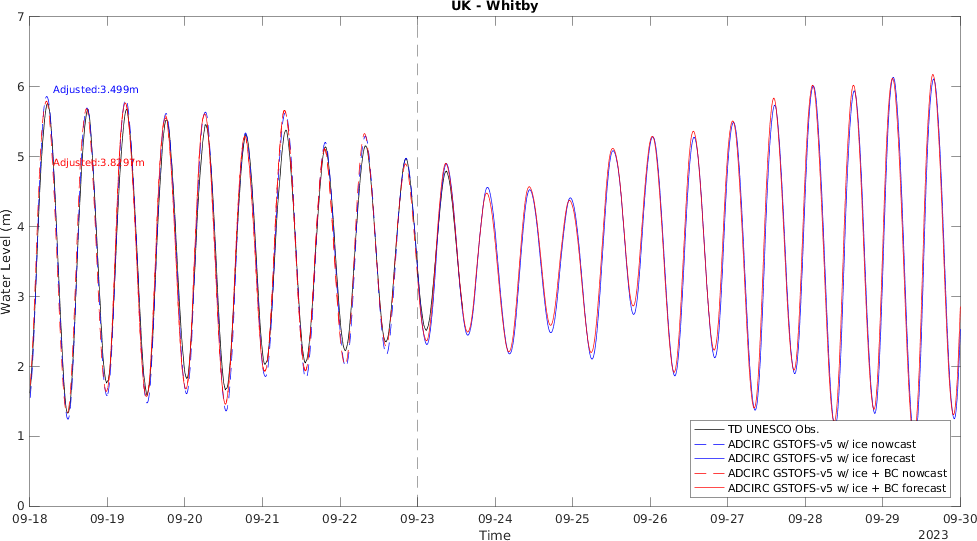 UK - Whitby
7
6
5
4
3
2
1
0
Water Level (m)
Adjusted:3.499m
Adjusted:3.8297m
TD UNESCO Obs.
ADCIRC GSTOFS-v5 w/ ice nowcast
ADCIRC GSTOFS-v5 w/ ice forecast
ADCIRC GSTOFS-v5 w/ ice + BC nowcast
ADCIRC GSTOFS-v5 w/ ice + BC forecast
09-18 09-19 09-20 09-21 09-22 09-23 09-24 09-25 09-26 09-27 09-28 09-29 09-30
Time
2023